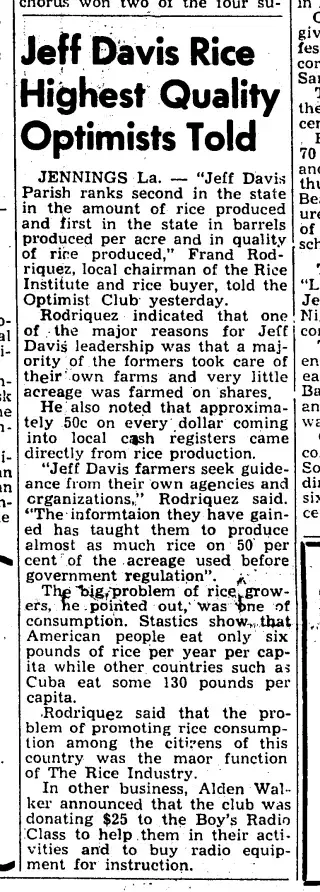 chorus won two of the four su-
Jeff Davis Rice
Highest Quality
Optimists Told
JENNINGS La. — "Jeff Davis
Parish ranks second in the state
in the amount of rice produced
and first in the state in barrels
produced per acre and in quality
of rice produced," Frand Rod-
riquez, local chairman of the Rice
Institute and rice buyer, told the
Optimist Club yesterday.
Rodriquez indicated that one
of the major reasons for Jeff
Davis leadership was that a maj-
ority of the formers took care of
their own farms and very little
acreage was farmed on shares.
He also noted that approxima-
tely 50c on every dollar coming
into local cash registers came
directly from rice production.
"Jeff Davis farmers seek guide-
ance from their own agencies and
organizations," Rodriquez said.
"The informtaion they have gain-
ed has taught them to produce
almost as much rice on 50 per
cent of the acreage used before
government regulation".
The big problem of rice grow-
ers, he pointed out, was one of
consumption. Stastics show, that
American people eat only six
pounds of rice per year per cap-
ita while other countries such as
Cuba eat some 130 pounds per
capita.
Rodriquez said that the pro-
blem of promoting rice consump-
tion among the citizens of this
country was the maor function
of The Rice Industry.
In other business, Alden Wal-
ker announced that the club was
donating $25 to the Boy's Radio
Class to help them in their acti-
vities and to buy radio equip-
ment for instruction.